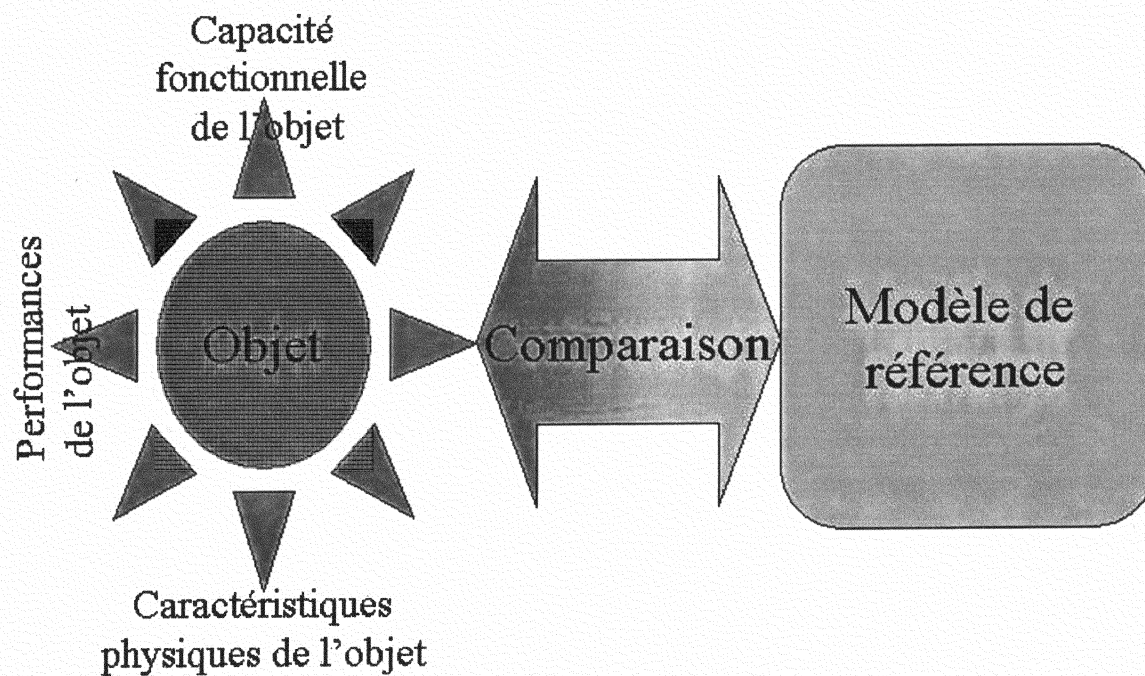 Capacité
fonctionnelle
de l'objet
Performances
de l'objet
Objet
Comparaison
Modèle de
référence
Caractéristiques
physiques de l'objet